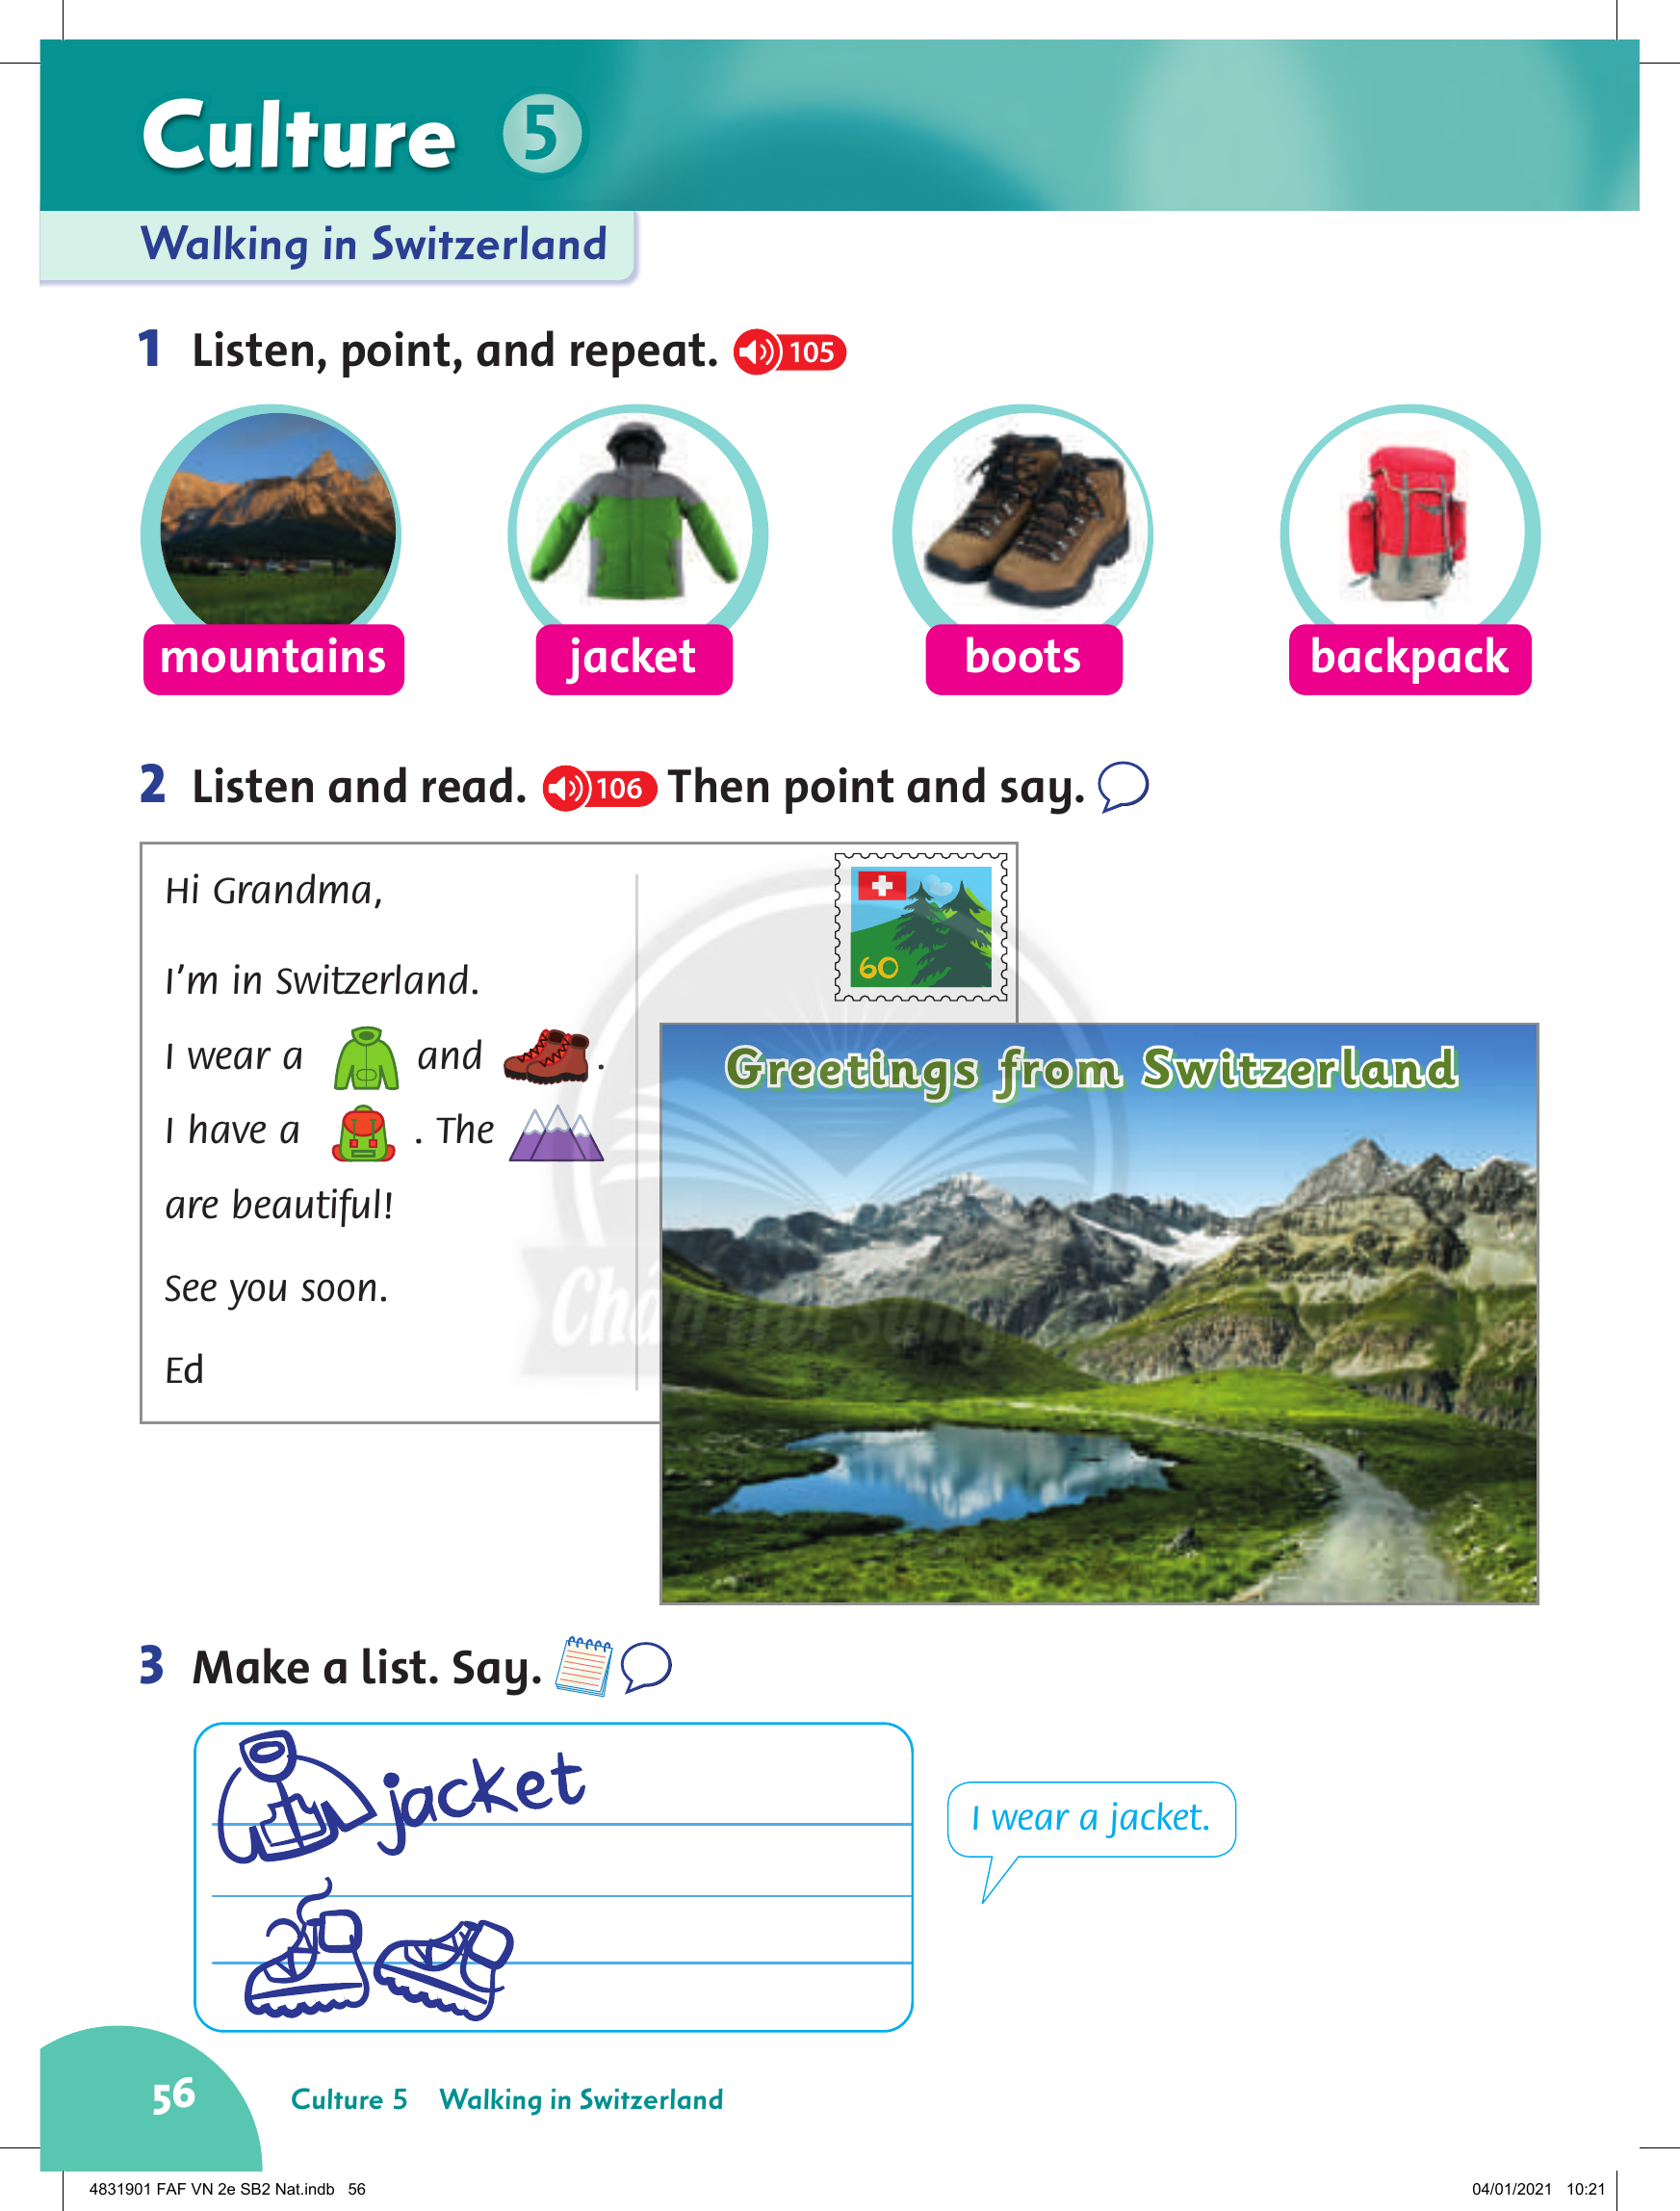 Culture 5
Walking in Switzerland
1 Listen, point, and repeat. 105
mountains
jacket
boots
backpack
2 Listen and read. 106 Then point and say.
Hi Grandma,
I'm in Switzerland.
I wear a and .
I have a . The
are beautiful!
See you soon.
Ed
60
Greetings from Switzerland
Chân trời sáng
3 Make a list. Say.
jacket
I wear a jacket.
56
Culture 5 Walking in Switzerland
4831901 FAF VN 2e SB2 Nat.indb 56
04/01/2021 10:21